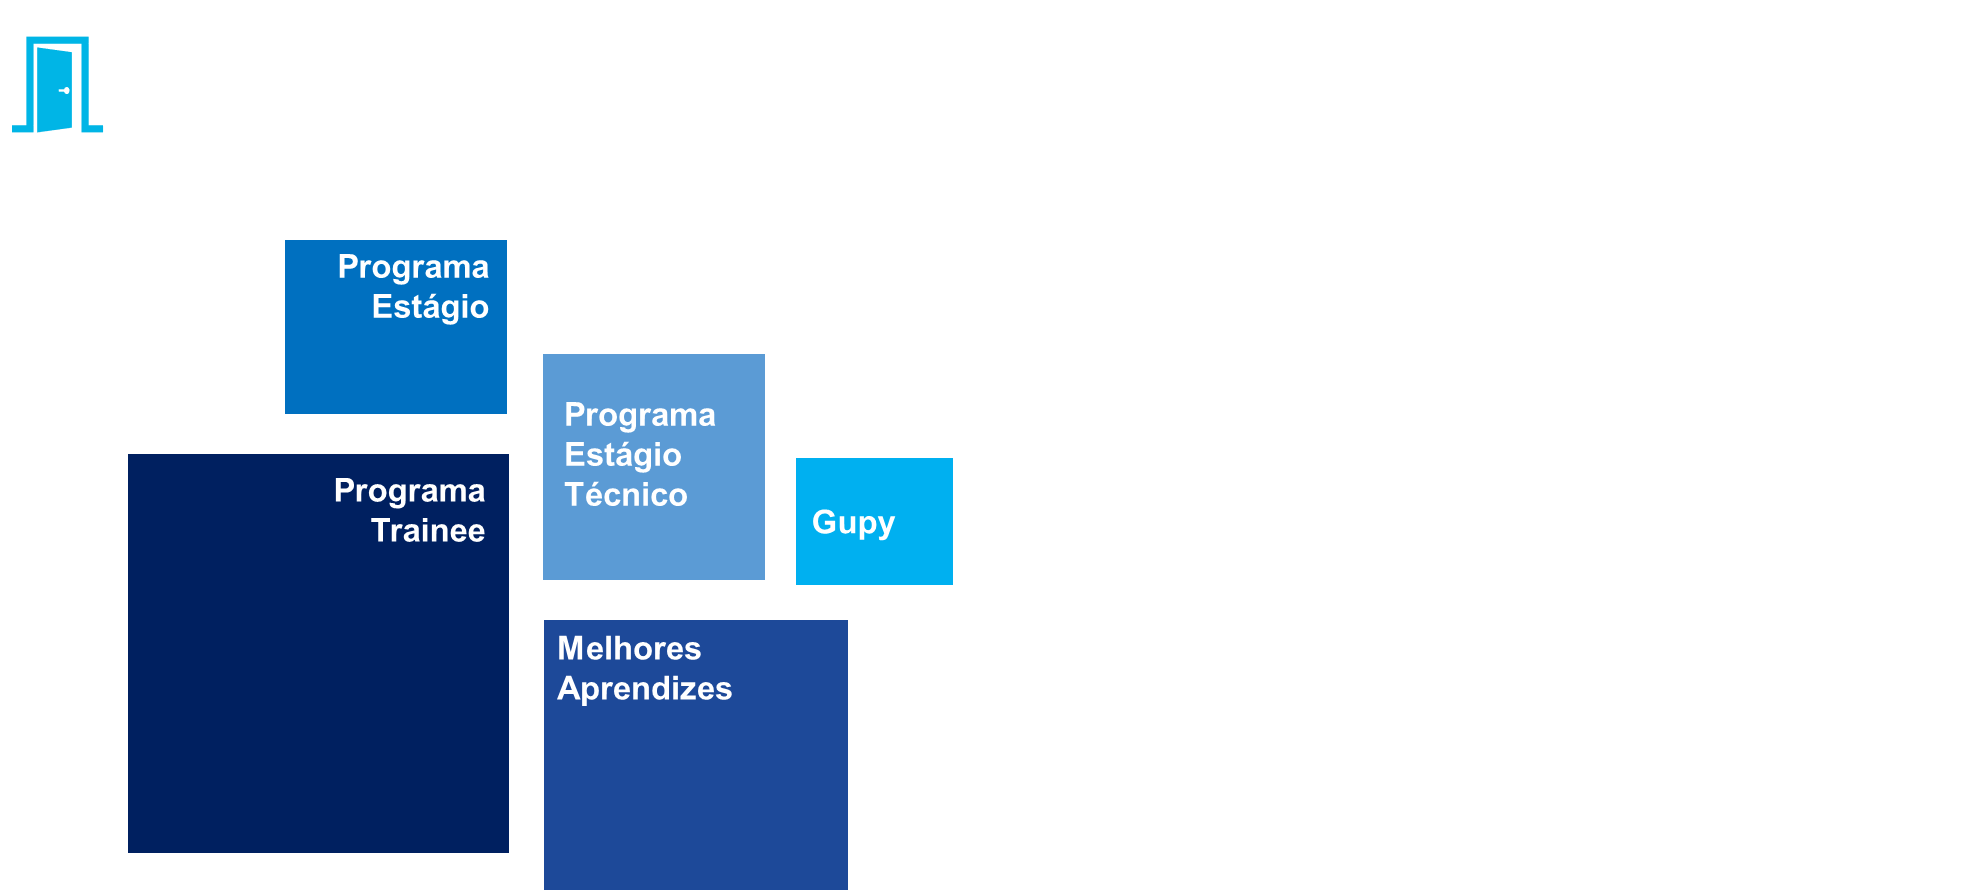 Programa
Estágio
Programa
Estágio
Técnico
Programa
Trainee
Gupy
Melhores
Aprendizes